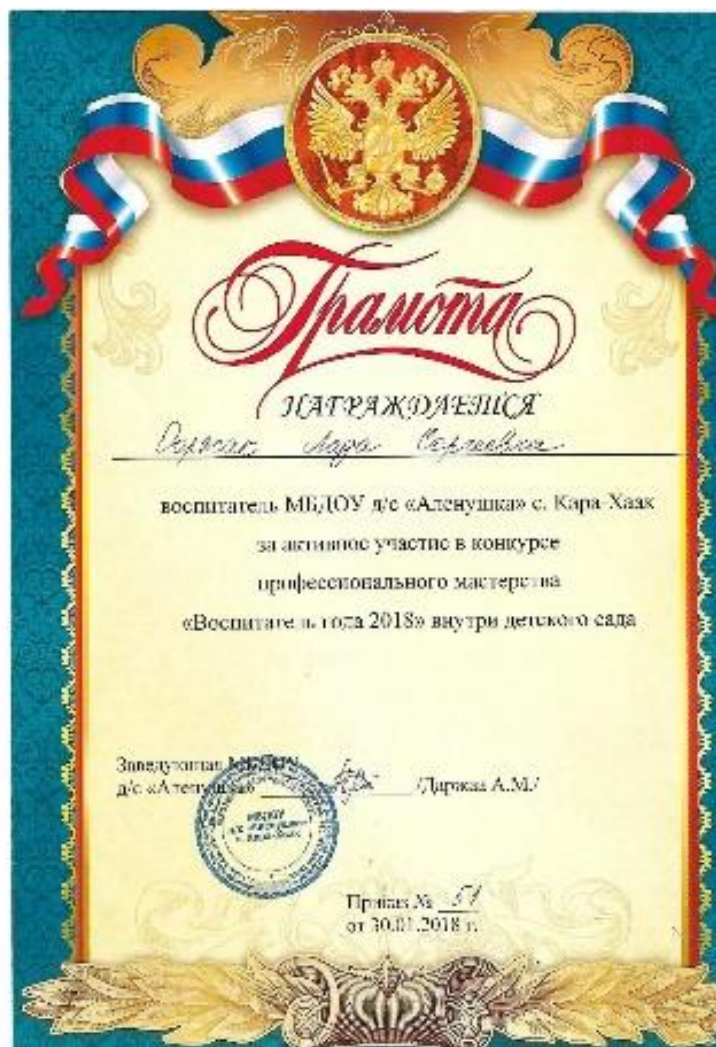 Грамота
НАГРАЖДАЕТСЯ
Сергеевна
воспитатель МБДОУ д/с «Аленушка» с. Кара-Хаак
за активное участие в конкурсе
профессионального мастерства
«Воспитатель года 2018» внутри детского сада
Заведующая МБДОУ
д/с «Аленушка» А.М./
Приказ № 51
от 30.01.2018 г.